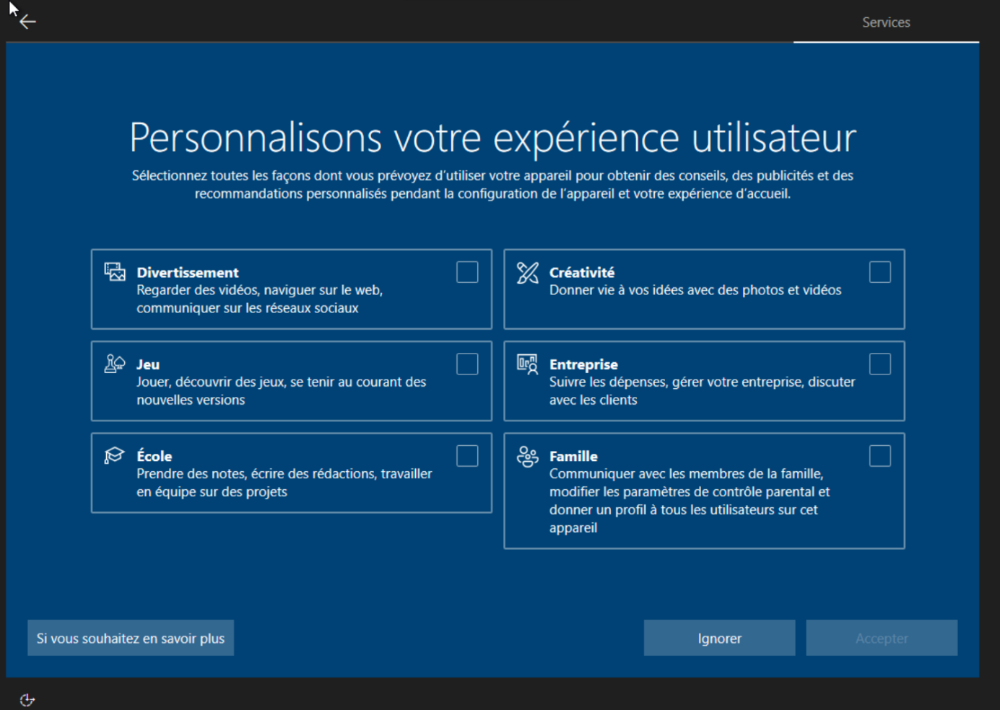 Services
Personnalisons votre expérience utilisateur
Sélectionnez toutes les façons dont vous prévoyez d'utiliser votre appareil pour obtenir des conseils, des publicités et des
recommandations personnalisés pendant la configuration de l'appareil et votre expérience d'accueil.
Divertissement
Regarder des vidéos, naviguer sur le web,
communiquer sur les réseaux sociaux
Créativité
Donner vie à vos idées avec des photos et vidéos
Jeu
Jouer, découvrir des jeux, se tenir au courant des
nouvelles versions
Entreprise
Suivre les dépenses, gérer votre entreprise, discuter
avec les clients
École
Prendre des notes, écrire des rédactions, travailler
en équipe sur des projets
Famille
Communiquer avec les membres de la famille,
modifier les paramètres de contrôle parental et
donner un profil à tous les utilisateurs sur cet
appareil
Si vous souhaitez en savoir plus
Ignorer
Accepter